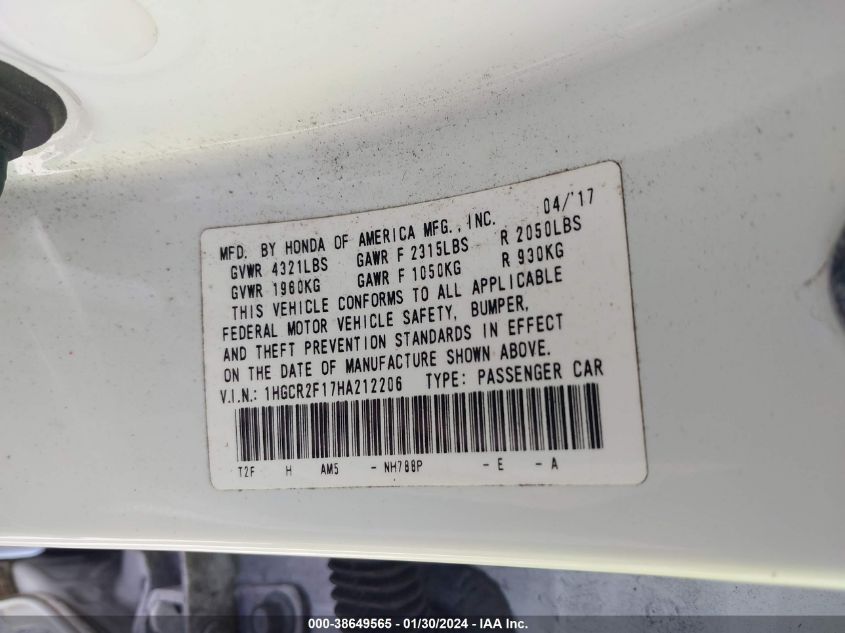 MFD. BY HONDA OF AMERICA MFG., INC. 04/'17
GVWR 4321LBS GAWR F 2315LBS R 2050LBS
GVWR 1960KG GAWR F 1050KG R 930KG
THIS VEHICLE CONFORMS TO ALL APPLICABLE
FEDERAL MOTOR VEHICLE SAFETY, BUMPER,
AND THEFT PREVENTION STANDARDS IN EFFECT
ON THE DATE OF MANUFACTURE SHOWN ABOVE.
V.I.N.: 1HGCR2F17HA212206 TYPE: PASSENGER CAR
T2F H AM5 - NH788P - E - A
000-38649565 - 01/30/2024 - IAA Inc.